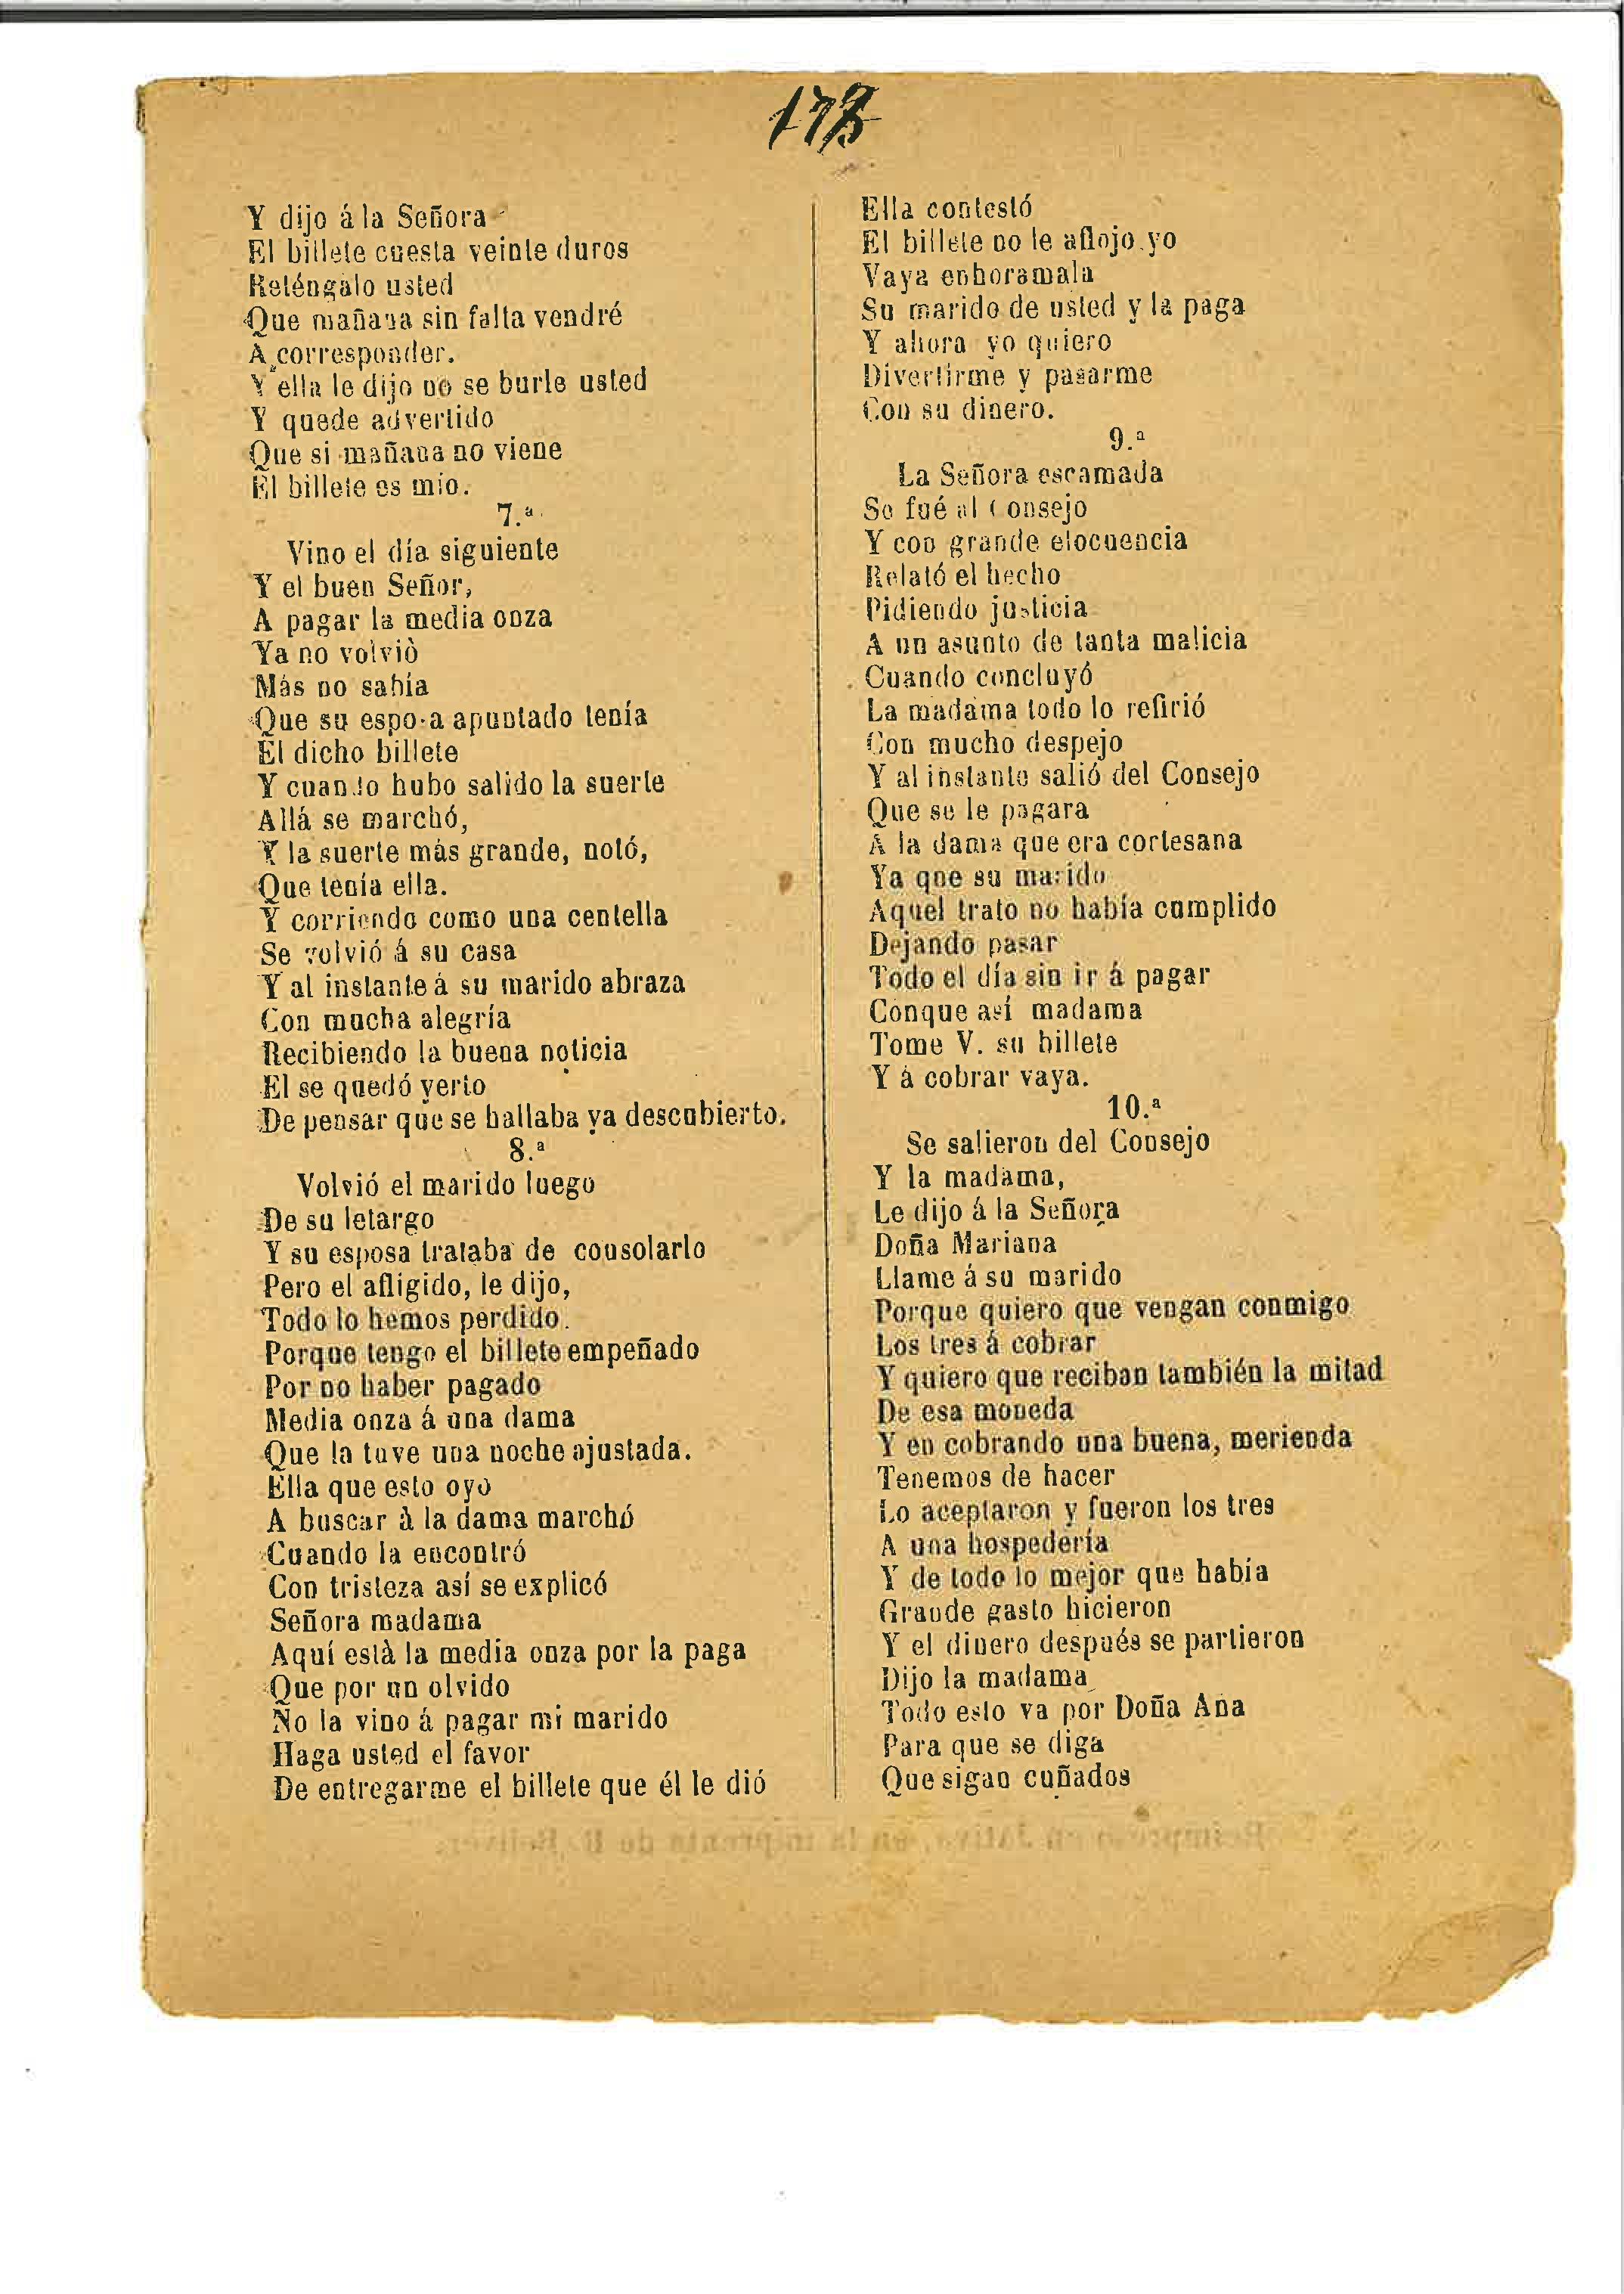 Y dijo á la Señora
El billete cuesta veinte duros
Reténgalo usted
Que mañana sin falta vendré
A corresponder.
Y ella le dijo no se burle usted
Y quede advertido
Que si mañana no viene
El billete es mio.
7.ª
Vino el día siguiente
Y el buen Señor,
A pagar la media onza
Ya no volviò
Más no sabía
Que su esposa apuntado tenía
El dicho billete
Y cuando hubo salido la suerte
Allá se marchó,
Y la suerte más grande, notó,
Que tenía ella.
Y corriendo como una centella
Se volvió á su casa
Y al instante á su marido abraza
Con mucha alegría
Recibiendo la buena noticia
El se quedó yerto
De pensar que se hallaba ya descubierto.
8.ª
Volvió el marido luego
De su letargo
Y su esposa trataba de consolarlo
Pero el afligido, le dijo,
Todo lo hemos perdido.
Porque tengo el billete empeñado
Por no haber pagado
Media onza á una dama
Que la tuve una noche ajustada.
Ella que esto oyó
A buscar à la dama marchó
Cuando la encontró
Con tristeza así se explicó
Señora madama
Aquí està la media onza por la paga
Que por un olvido
No la vino á pagar mi marido
Haga usted el favor
De entregarme el billete que él le dió
Ella contestó
El billete no le aflojo yo
Vaya enhoramala
Su marido de usted y la paga
Y ahora yo quiero
Divertirme y pasarme
Con su dinero.
9.ª
La Señora escamada
Se fué al Consejo
Y con grande elocuencia
Relató el hecho
Pidiendo justicia
A un asunto de tanta malicia
Cuando concluyó
La madama todo lo refirió
Con mucho despejo
Y al instante salió del Consejo
Que se le pagara
A la dama que era cortesana
Ya que su marido
Aquel trato no había cumplido
Dejando pasar
Todo el día sin ir á pagar
Conque así madama
Tome V. su billete
Y á cobrar vaya.
10.ª
Se salieron del Consejo
Y la madama,
Le dijo á la Señora
Doña Mariana
Llame á su marido
Porque quiero que vengan conmigo
Los tres á cobrar
Y quiero que reciban también la mitad
De esa moneda
Y en cobrando una buena, merienda
Tenemos de hacer
Lo aceptaron y fueron los tres
A una hospedería
Y de todo lo mejor que había
Grande gasto hicieron
Y el dinero después se partieron
Dijo la madama
Todo esto va por Doña Ana
Para que se diga
Que sigan cuñados